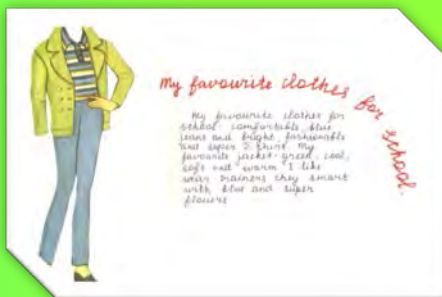 My favourite clothes for school.
My favourite clothes for
school: comfortable blue
jeans and bright, fashionable
and super T-shirt. My
favourite jacket-green, cool,
soft and warm. I like
wear trainers they smart
with blue and super
flowers